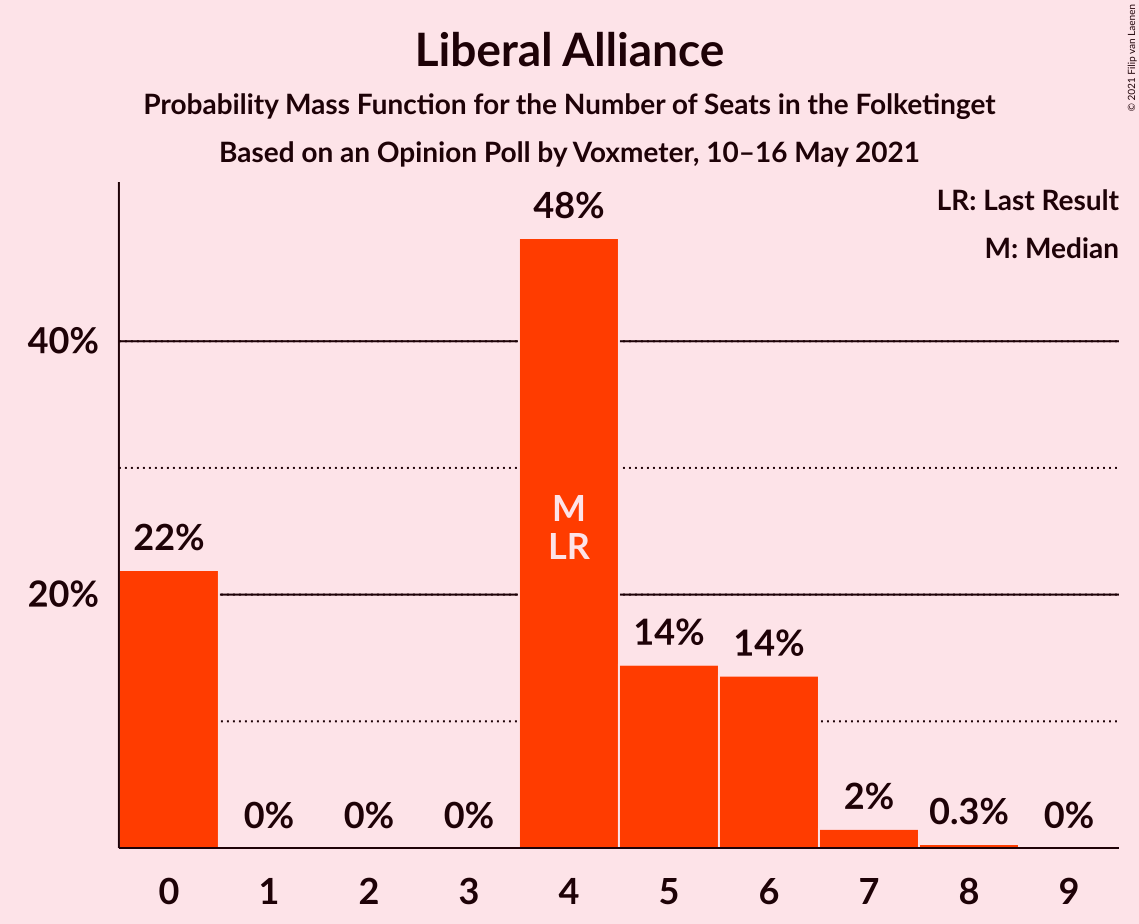 Liberal Alliance
Probability Mass Function for the Number of Seats in the Folketinget
Based on an Opinion Poll by Voxmeter, 10–16 May 2021
© 2021 Filip van Laenen
LR: Last Result
M: Median
48%
40%
M
LR
22%
20%
14%
14%
0%
0%
0%
2%
0.3%
0%
0
1
2
3
4
5
6
7
8
9